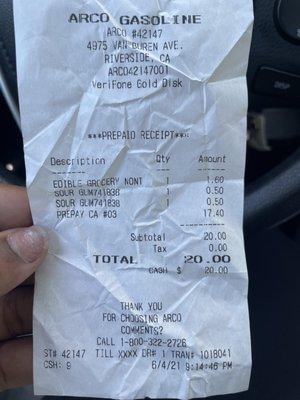 ARCO GASOLINE
ARCO #42147
4975 VAN BUREN AVE.
RIVERSIDE, CA
ARCO42147001
VeriFone Gold Disk
***PREPAID RECEIPT***
Description Qty Amount
EDIBLE GROCERY NONT 1 1.60
SOUR GLM741838 1 0.50
SOUR GLM741838 1 0.50
PREPAY CA #03 17.40
Subtotal 20.00
Tax 0.00
TOTAL 20.00
CASH $ 20.00
THANK YOU
FOR CHOOSING ARCO
COMMENTS?
CALL 1-800-322-2726
ST# 42147 TILL XXXX DR# 1 TRAN# 1018041
CSH: 9 6/4/21 9:14:46 PM